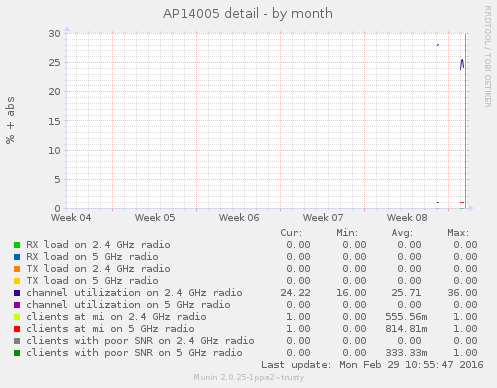 AP14005 detail - by month
RRDTOOL / TOBI OETIKER
% + abs
30
25
20
15
10
5
0
Week 04 Week 05 Week 06 Week 07 Week 08
Cur: Min: Avg: Max:
RX load on 2.4 GHz radio 0.00 0.00 0.00 0.00
RX load on 5 GHz radio 0.00 0.00 0.00 0.00
TX load on 2.4 GHz radio 0.00 0.00 0.00 0.00
TX load on 5 GHz radio 0.00 0.00 0.00 0.00
channel utilization on 2.4 GHz radio 24.22 16.00 25.71 36.00
channel utilization on 5 GHz radio 0.00 0.00 0.00 0.00
clients at mi on 2.4 GHz radio 1.00 0.00 555.56m 1.00
clients at mi on 5 GHz radio 1.00 0.00 814.81m 1.00
clients with poor SNR on 2.4 GHz radio 0.00 0.00 0.00 0.00
clients with poor SNR on 5 GHz radio 0.00 0.00 333.33m 1.00
Last update: Mon Feb 29 10:55:47 2016
Munin 2.0.25-1ppa2~trusty